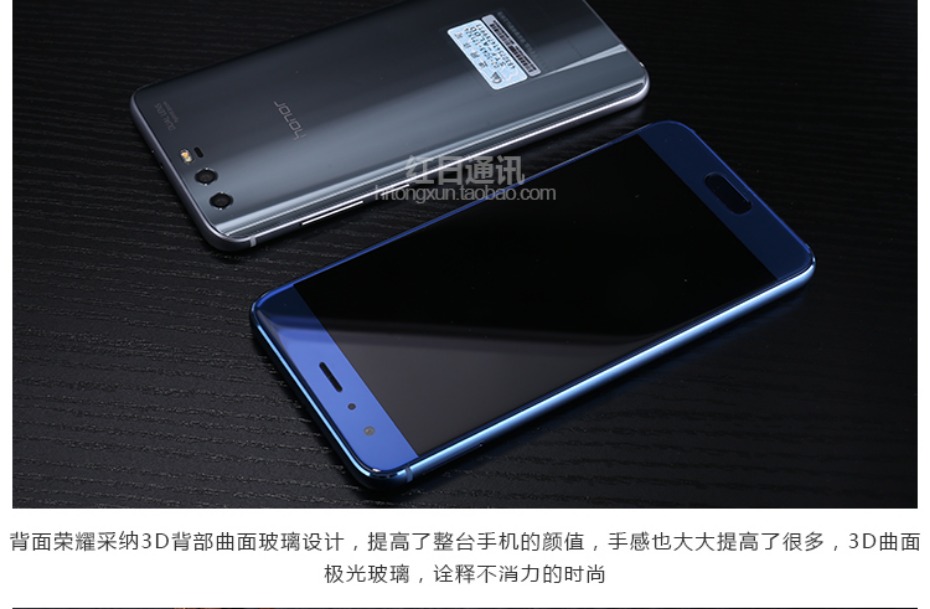 honor
红日通讯
hritongxun.taobao.com
背面荣耀采纳3D背部曲面玻璃设计，提高了整台手机的颜值，手感也大大提高了很多，3D曲面
极光玻璃，诠释不消力的时尚